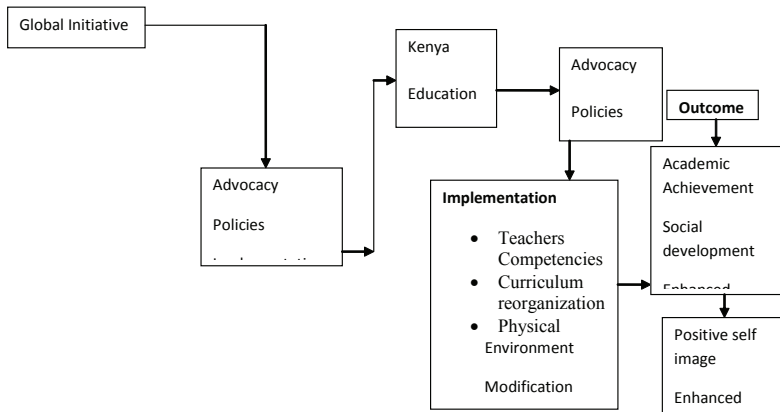 Global Initiative
Kenya
Education
Advocacy
Policies
Outcome
Advocacy
Policies
Implementation
• Teachers
Competencies
• Curriculum
reorganization
• Physical
Environment
Modification
Academic
Achievement
Social
development
Enhanced
Positive self
image
Enhanced